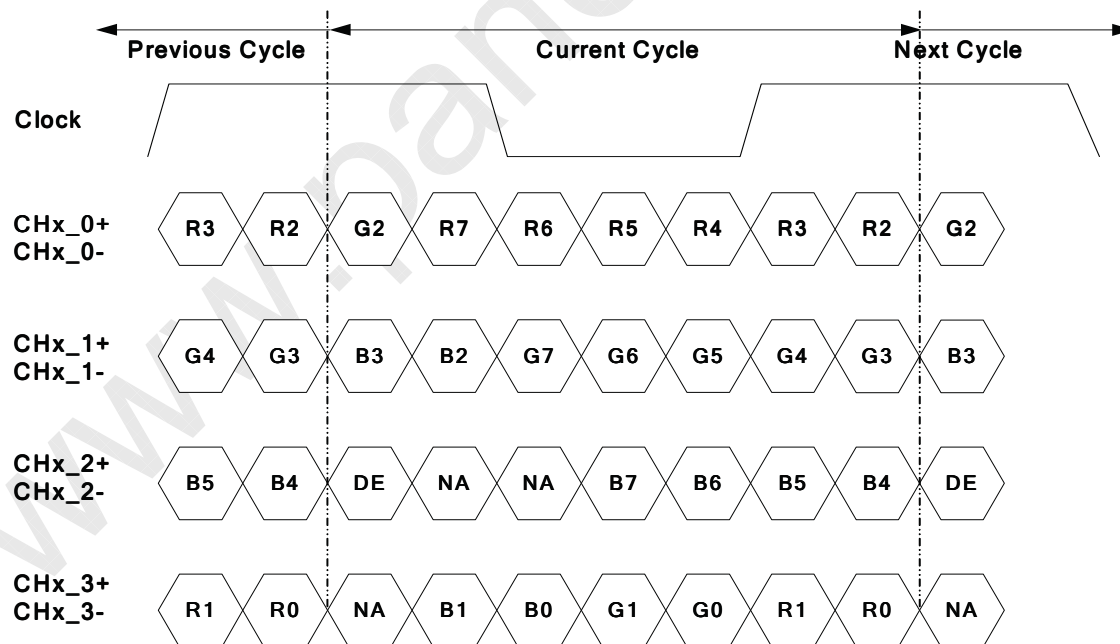 Previous Cycle Current Cycle Next Cycle
Clock
CHx_0+
CHx_0-
R3 R2 G2 R7 R6 R5 R4 R3 R2 G2
CHx_1+
CHx_1-
G4 G3 B3 B2 G7 G6 G5 G4 G3 B3
CHx_2+
CHx_2-
B5 B4 DE NA NA B7 B6 B5 B4 DE
CHx_3+
CHx_3-
R1 R0 NA B1 B0 G1 G0 R1 R0 NA
www.pan